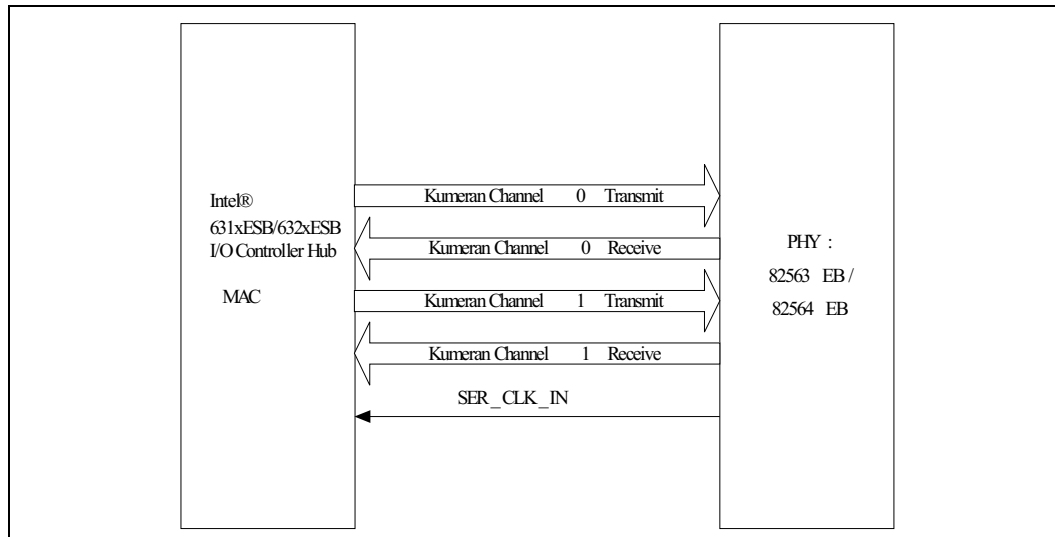 Intel®
631xESB/632xESB
I/O Controller Hub
MAC
Kumeran Channel 0 Transmit
Kumeran Channel 0 Receive
Kumeran Channel 1 Transmit
Kumeran Channel 1 Receive
SER_CLK_IN
PHY :
82563 EB /
82564 EB